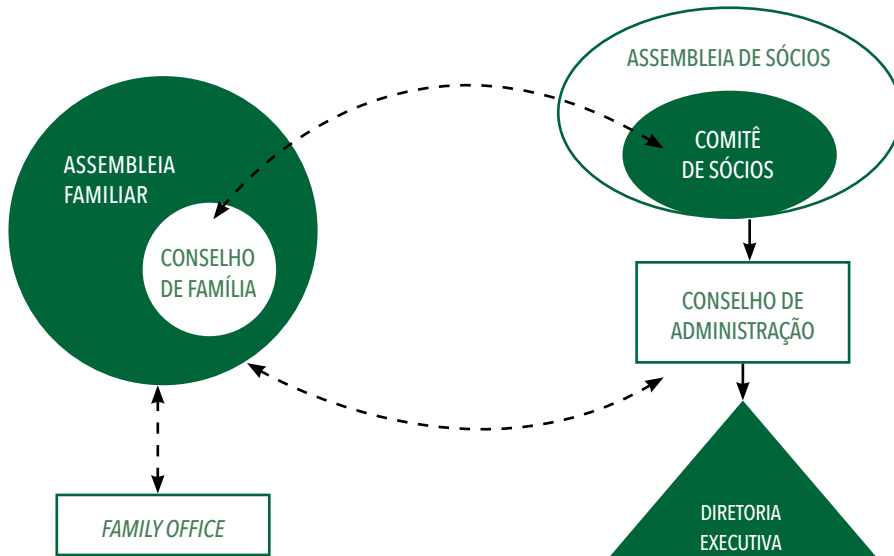 ASSEMBLEIA
FAMILIAR
CONSELHO
DE FAMÍLIA
FAMILY OFFICE
ASSEMBLEIA DE SÓCIOS
COMITÊ
DE SÓCIOS
CONSELHO DE
ADMINISTRAÇÃO
DIRETORIA
EXECUTIVA